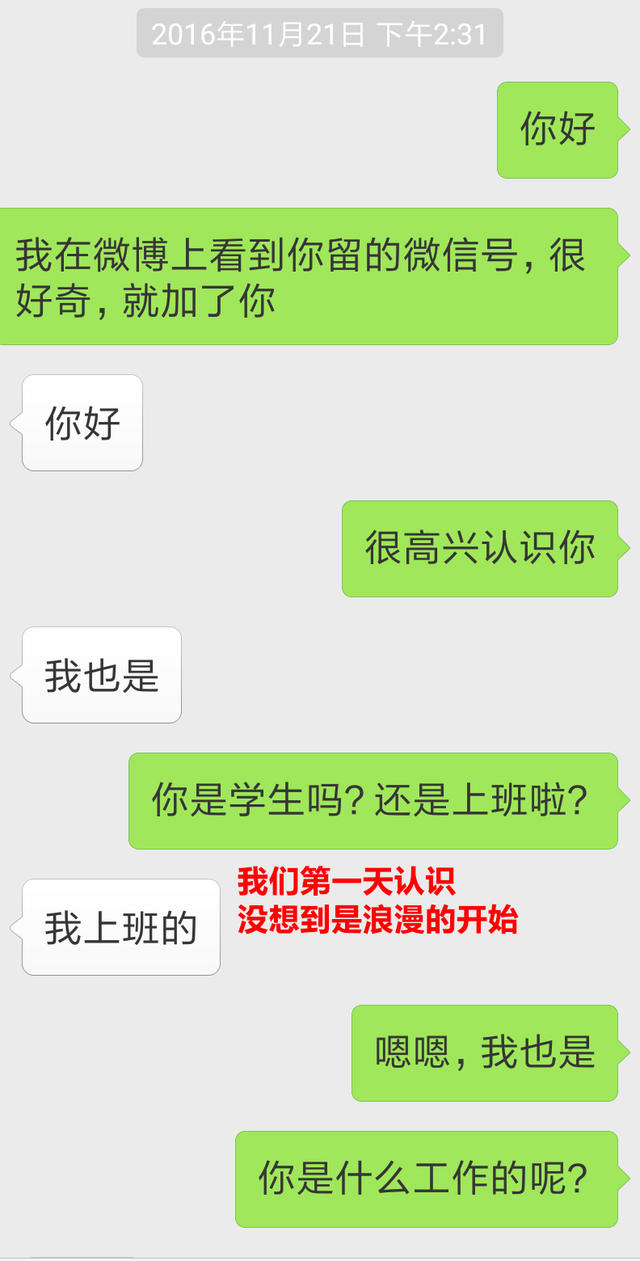 2016年11月21日 下午2:31
你好
我在微博上看到你留的微信号，很
好奇，就加了你
你好
很高兴认识你
我也是
你是学生吗？还是上班啦？
我们第一天认识
没想到是浪漫的开始
我上班的
嗯嗯，我也是
你是什么工作的呢？